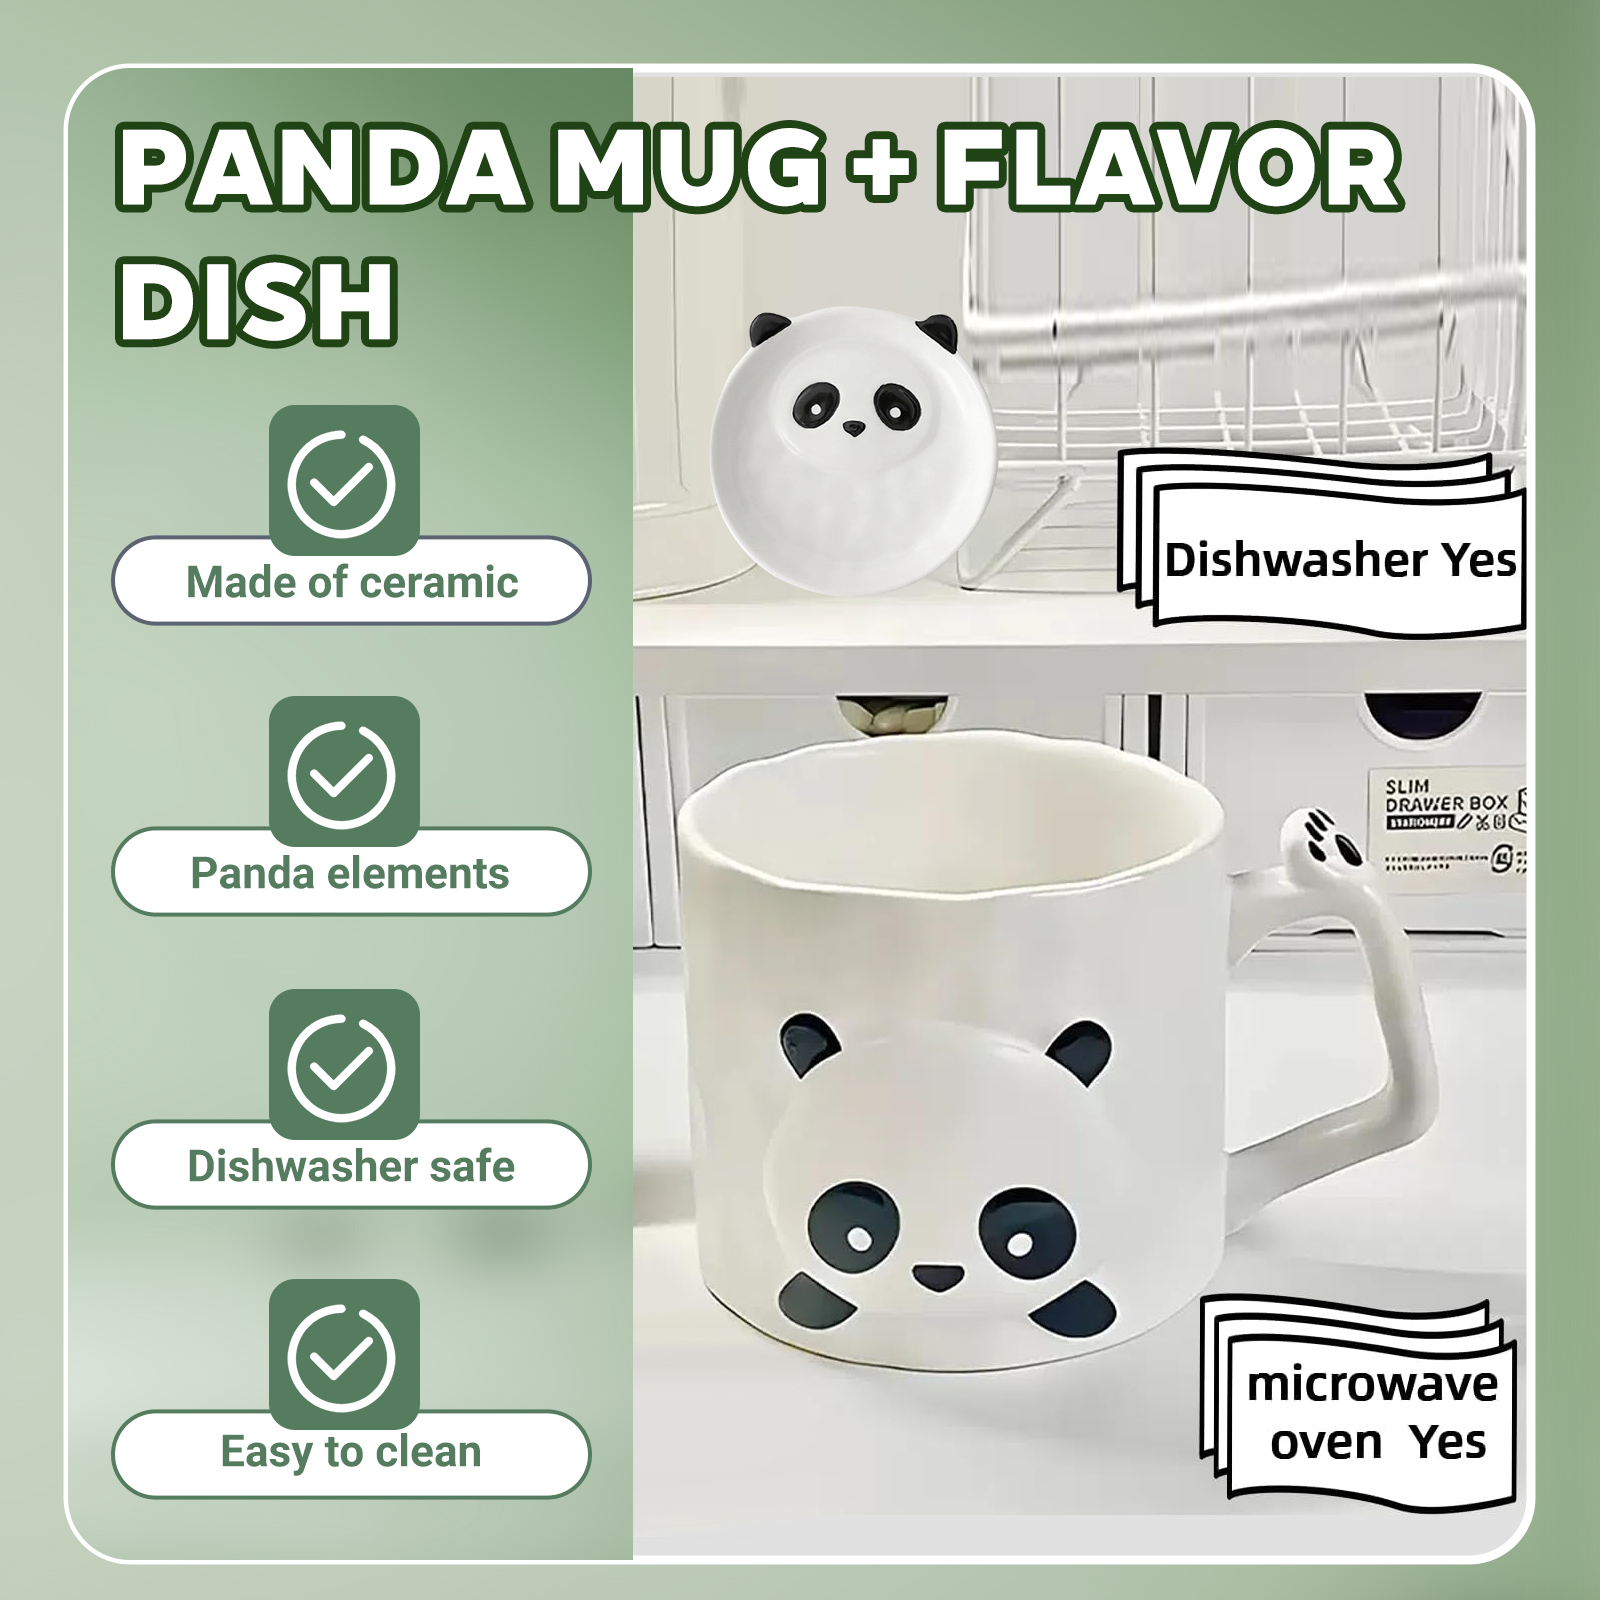 PANDA MUG + FLAVOR
DISH
Made of ceramic
Panda elements
Dishwasher safe
Easy to clean
Dishwasher Yes
SLIM
DRAWER BOX
microwave
oven Yes